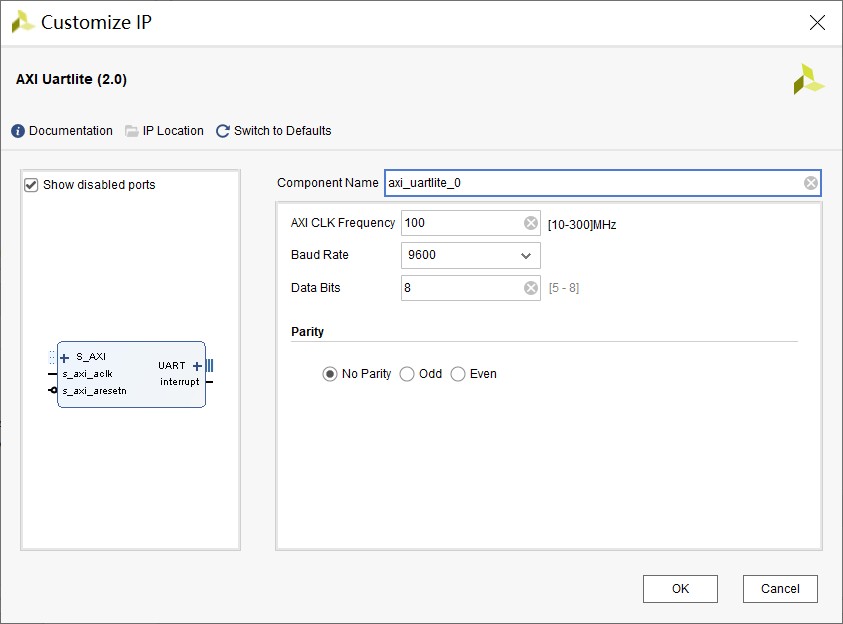 Customize IP
AXI Uartlite (2.0)
Documentation IP Location Switch to Defaults
Show disabled ports
S_AXI
s_axi_aclk
s_axi_aresetn
UART
interrupt
Component Name axi_uartlite_0
AXI CLK Frequency 100 [10-300]MHz
Baud Rate 9600
Data Bits 8 [5 - 8]
Parity
No Parity Odd Even
OK Cancel